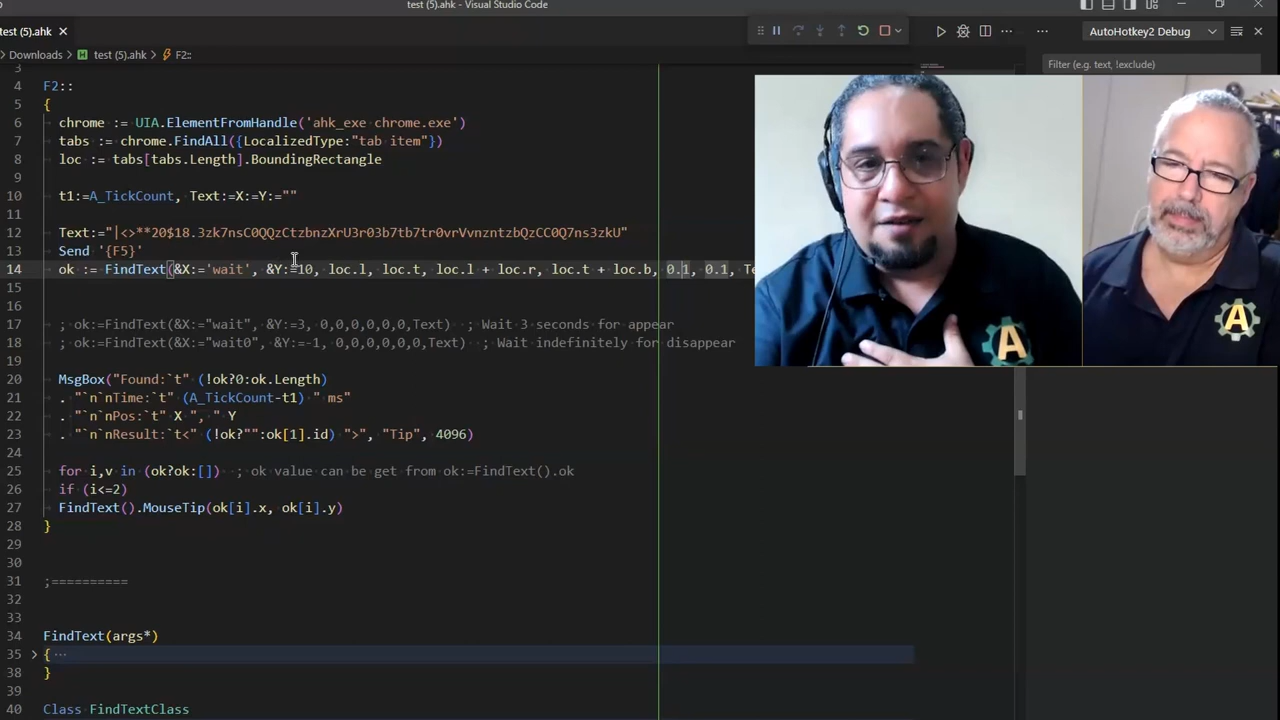 test (5).ahk - Visual Studio Code
test (5).ahk
AutoHotkey2 Debug
Downloads > test (5).ahk > F2::
Filter (e.g. text, !exclude)
3
4 F2::
5 {
6 chrome := UIA.ElementFromHandle('ahk_exe chrome.exe')
7 tabs := chrome.FindAll({LocalizedType:"tab item"})
8 loc := tabs[tabs.Length].BoundingRectangle
9
10 t1:=A_TickCount, Text:=X:=Y:=""
11
12 Text:="|<>**20$18.1zk7nsC0QQzCtzbnzXrU3r03b7tb7tr0vrVvnzntzbQzCC0Q7ns3zkU"
13 Send '{F5}'
14 ok := FindText(&X:='wait', &Y:=10, loc.l, loc.t, loc.l + loc.r, loc.t + loc.b, 0.1, 0.1, Te
15
16
17 ; ok:=FindText(&X:="wait", &Y:=3, 0,0,0,0,0,0,Text) ; Wait 3 seconds for appear
18 ; ok:=FindText(&X:="wait0", &Y:=-1, 0,0,0,0,0,0,Text) ; Wait indefinitely for disappear
19
20 MsgBox("Found:`t" (!ok?0:ok.Length)
21 . "`n`nTime:`t" (A_TickCount-t1) " ms"
22 . "`n`nPos:`t" X ", " Y
23 . "`n`nResult:`t<" (!ok?"":ok[1].id) ">", "Tip", 4096)
24
25 for i,v in (ok?ok:[]) ; ok value can be get from ok:=FindText().ok
26 if (i<=2)
27 FindText().MouseTip(ok[i].x, ok[i].y)
28 }
29
30
31 ;==========
32
33
34 FindText(args*)
35 { ...
38 }
39
40 Class FindTextClass
A
A